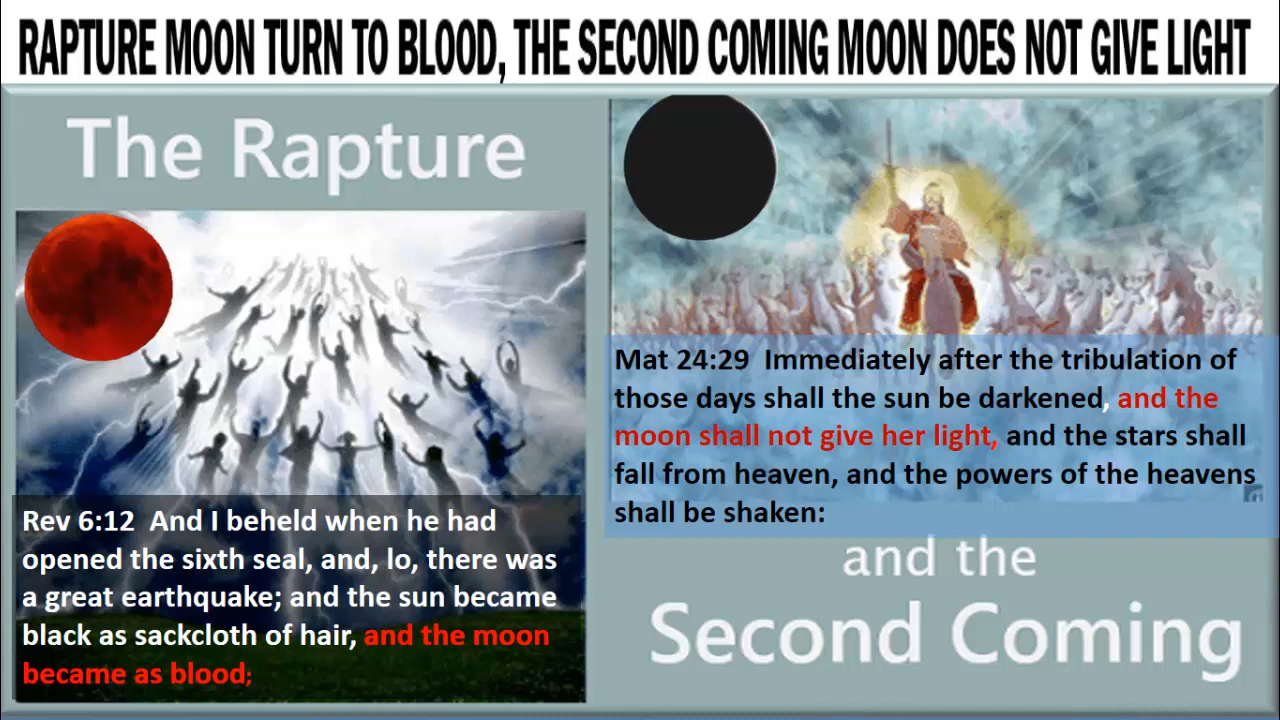 RAPTURE MOON TURN TO BLOOD, THE SECOND COMING MOON DOES NOT GIVE LIGHT
The Rapture
Rev 6:12  And I beheld when he had
opened the sixth seal, and, lo, there was
a great earthquake; and the sun became
black as sackcloth of hair, and the moon
became as blood;
Mat 24:29  Immediately after the tribulation of
those days shall the sun be darkened, and the
moon shall not give her light, and the stars shall
fall from heaven, and the powers of the heavens
shall be shaken:
and the
Second Coming